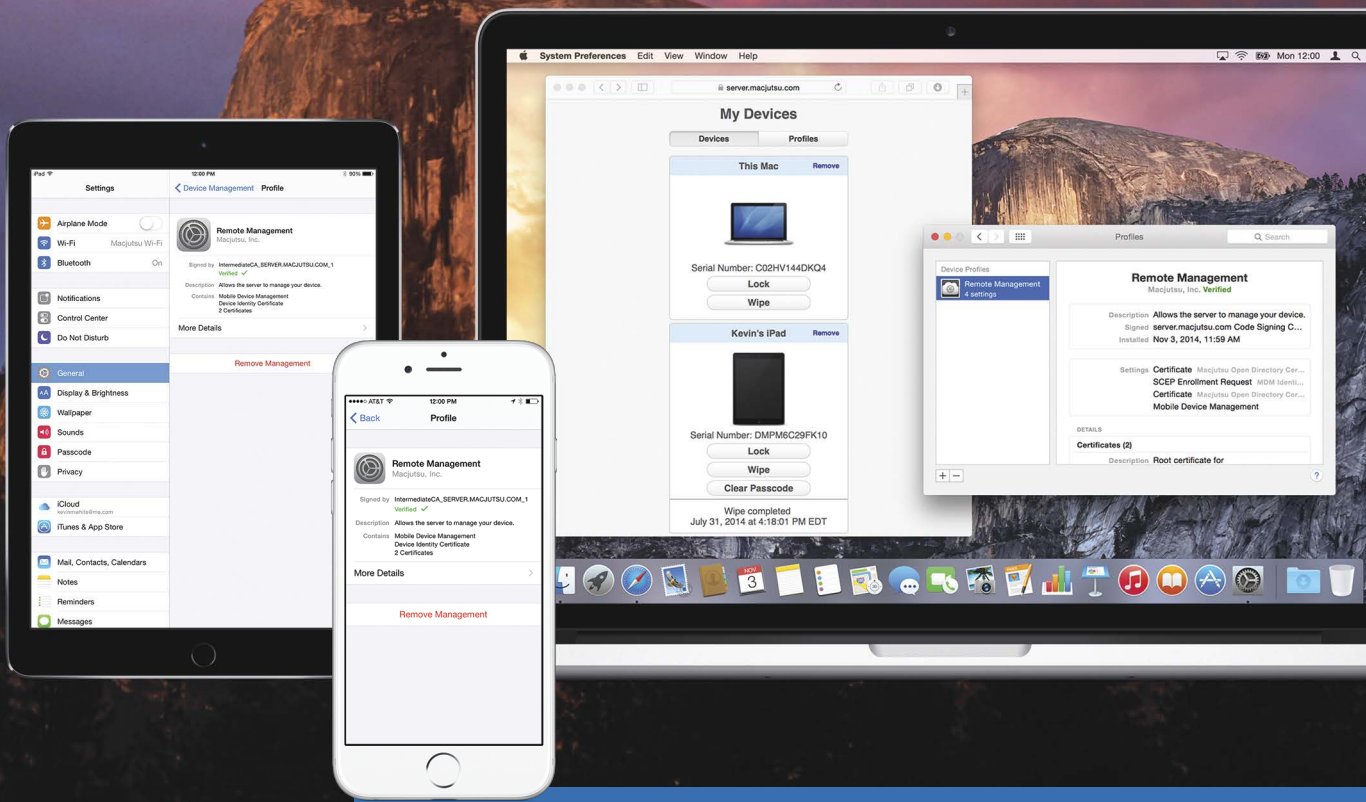 iPad
12:00 PM
90%
Settings
Device Management
Profile
Airplane Mode
Wi-Fi
Macjutsu Wi-Fi
Bluetooth
On
Notifications
Control Center
Do Not Disturb
General
Display & Brightness
Wallpaper
Sounds
Passcode
Privacy
iCloud
iTunes & App Store
Mail, Contacts, Calendars
Notes
Reminders
Messages
Remote Management
Macjutsu, Inc.
Signed by IntermediateCA_SERVER.MACJUTSU.COM_1
Verified ✓
Description Allows the server to manage your device.
Contains Mobile Device Management
Device Identity Certificate
2 Certificates
More Details
Remove Management
AT&T
12:00 PM
Back
Profile
Remote Management
Macjutsu, Inc.
Signed by IntermediateCA_SERVER.MACJUTSU.COM_1
Verified ✓
Description Allows the server to manage your device.
Contains Mobile Device Management
Device Identity Certificate
2 Certificates
More Details
Remove Management
System Preferences Edit View Window Help
Mon 12:00
server.macjutsu.com
My Devices
Devices Profiles
This Mac Remove
Serial Number: C02HV144DKQ4
Lock
Wipe
Kevin's iPad Remove
Serial Number: DMPM6C29FK10
Lock
Wipe
Clear Passcode
Wipe completed
July 31, 2014 at 4:18:01 PM EDT
Profiles
Search
Device Profiles
Remote Management
4 settings
Remote Management
Macjutsu, Inc. Verified
Description Allows the server to manage your device.
Signed server.macjutsu.com Code Signing C...
Installed Nov 3, 2014, 11:59 AM
Settings Certificate Macjutsu Open Directory Cer...
SCEP Enrollment Request MDM Identi...
Certificate Macjutsu Open Directory Cer...
Mobile Device Management
DETAILS
Certificates (2)
Description Root certificate for
NOV
3